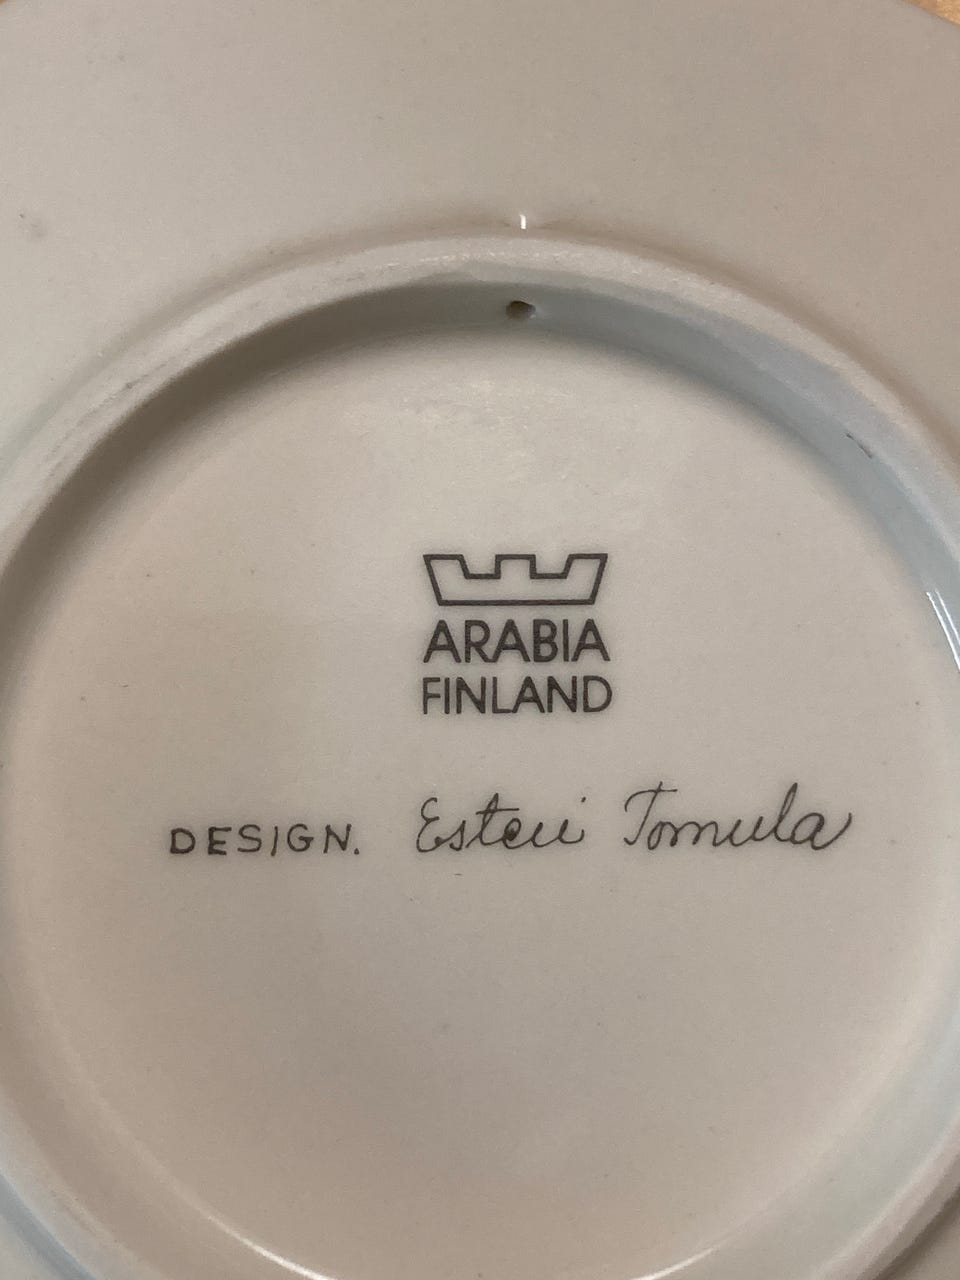 ARABIA
FINLAND
DESIGN. Esteri Tomula